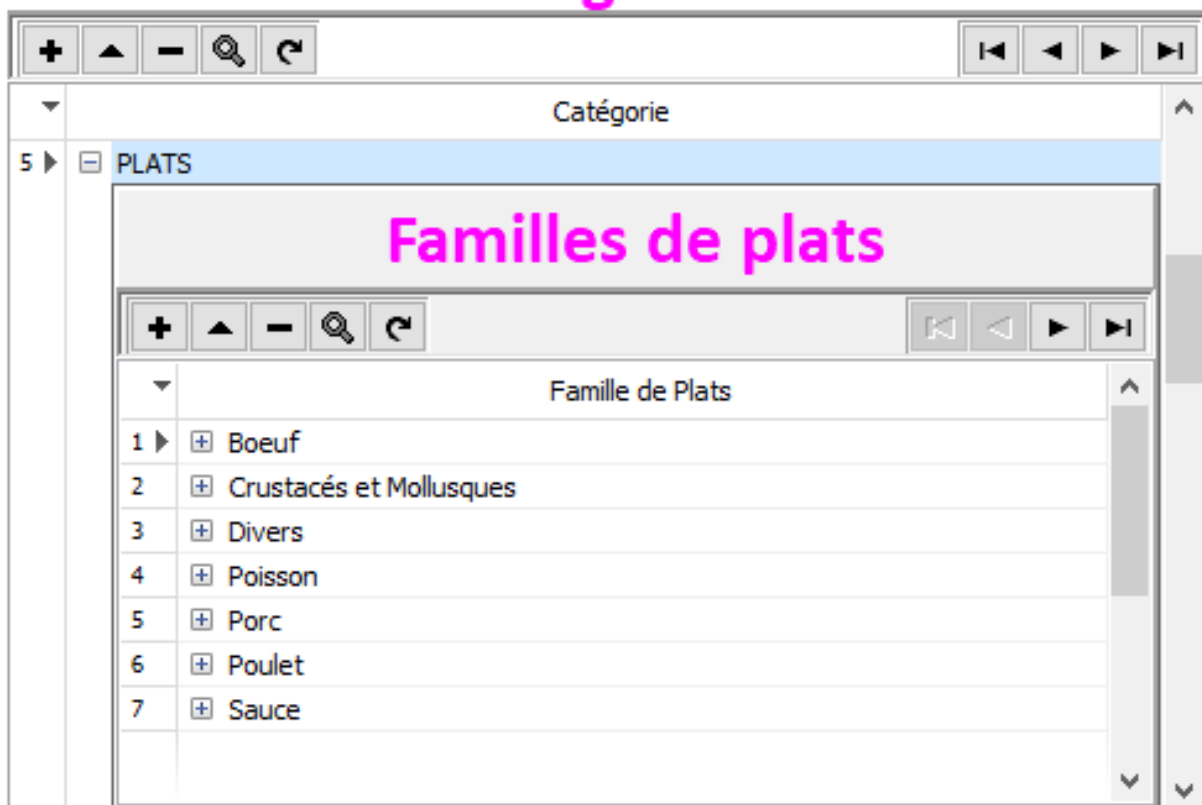 Catégorie
5 PLATS
Familles de plats
Famille de Plats
1 Boeuf
2 Crustacés et Mollusques
3 Divers
4 Poisson
5 Porc
6 Poulet
7 Sauce